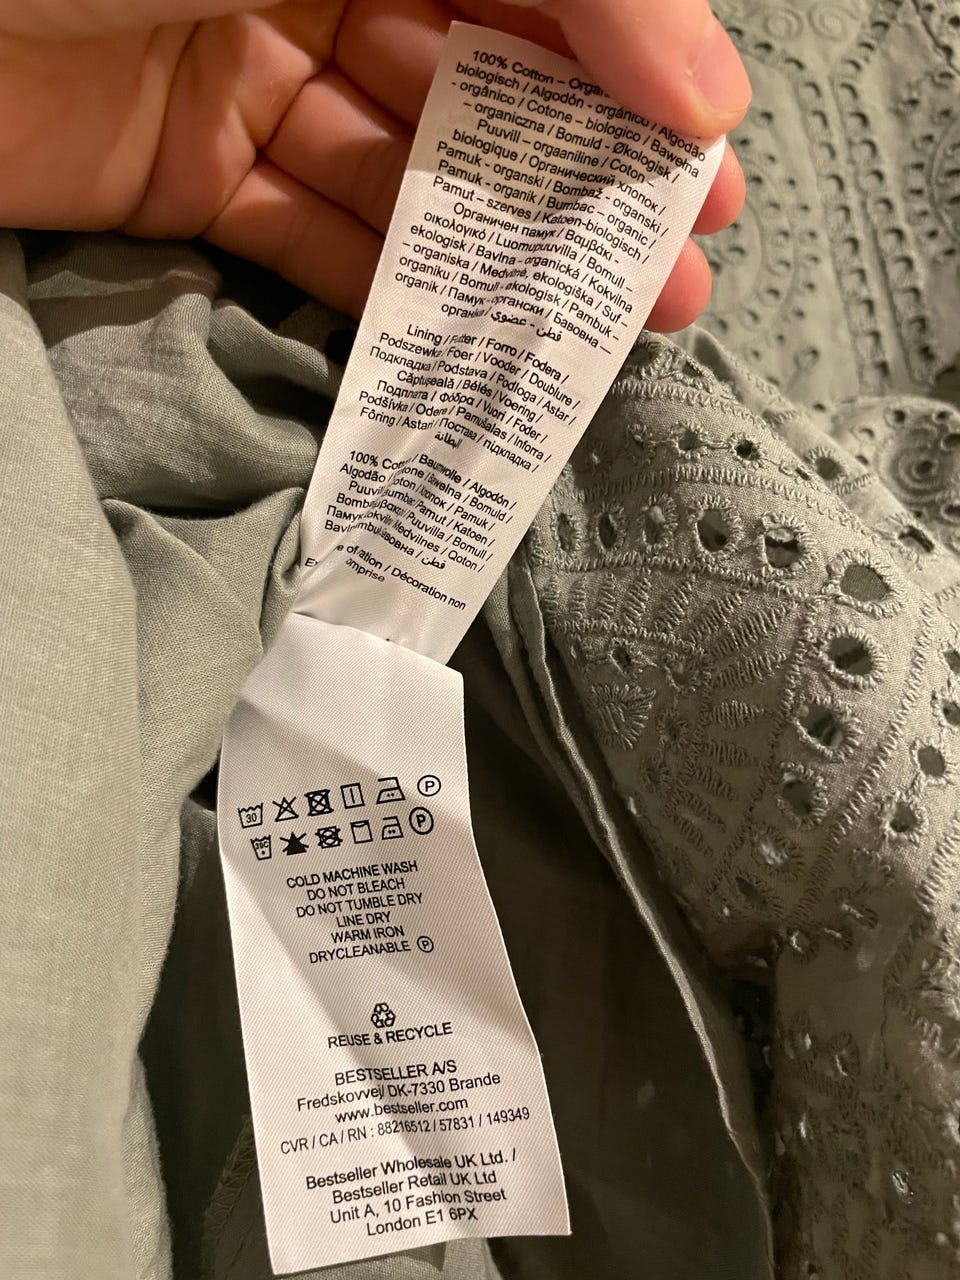 100% Cotton – Organ
biologisch / Algodón - orgánico / Algodão
- orgânico / Cotone – biologico / Bawełna
– organiczna / Bomuld - Økologisk /
Puuvill – orgaaniline / Coton –
biologique / Органический хлопок /
Pamuk - organski / Bombaž - organski /
Pamuk - organik / Bumbac – organic /
Pamut – szerves / Katoen-biologisch /
Органичен памук / Βαμβάκι -
οικολογικό / Luomupuuvilla / Bomull –
ekologisk / Bavlna - organická / Kokvilna
– organiska / Medvilnė, ekologiška / Suf –
organiku / Bomull - økologisk / Pambuk –
organik / Памук - органски / Бавовна —
органіка / قطن - عضوي
Lining / Futter / Forro / Fodera /
Podszewka / Foer / Vooder / Doublure /
Подкладка / Podstava / Podloga / Astar /
Căptușeală / Bélés / Voering /
Подплата / Φόδρα / Vuori / Foder /
Podšívka / Odere / Pamušalas / Inforra /
Fôring / Astar / Постава / підкладка /
البطانة
100% Cotton / Baumwolle / Algodón /
Algodão / Cotone / Bawełna / Bomuld /
Puuvill / Coton / Хлопок / Pamuk /
Bombaž / Bumbac / Pamut / Katoen /
Памук / Puuvilla / Bomull /
Bavlna / Kokvilna / Medvilnes / Qoton /
Pambuk / Бавовна / قطن
of / Décoration non
30 P
30C P
COLD MACHINE WASH
DO NOT BLEACH
DO NOT TUMBLE DRY
LINE DRY
WARM IRON
DRYCLEANABLE Ⓟ
REUSE & RECYCLE
BESTSELLER A/S
Fredskovvej/ DK-7330 Brande
www.bestseller.com
CVR / CA / RN : 88216512 / 57831 / 149349
Bestseller Wholesale UK Ltd. /
Bestseller Retail UK Ltd
Unit A, 10 Fashion Street
London E1 6PX